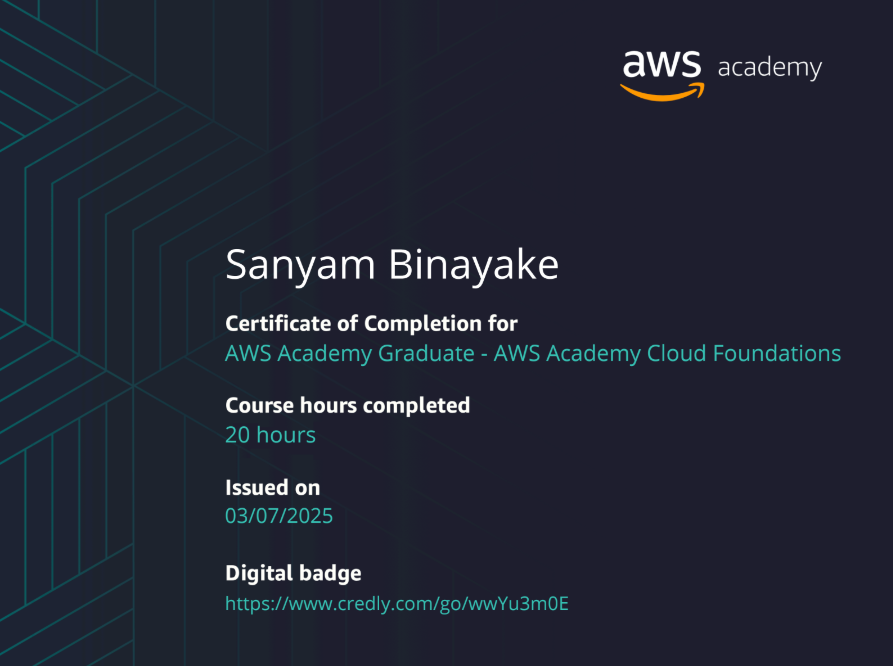 aws academy
Sanyam Binayake
Certificate of Completion for
AWS Academy Graduate - AWS Academy Cloud Foundations
Course hours completed
20 hours
Issued on
03/07/2025
Digital badge
https://www.credly.com/go/wwYu3m0E